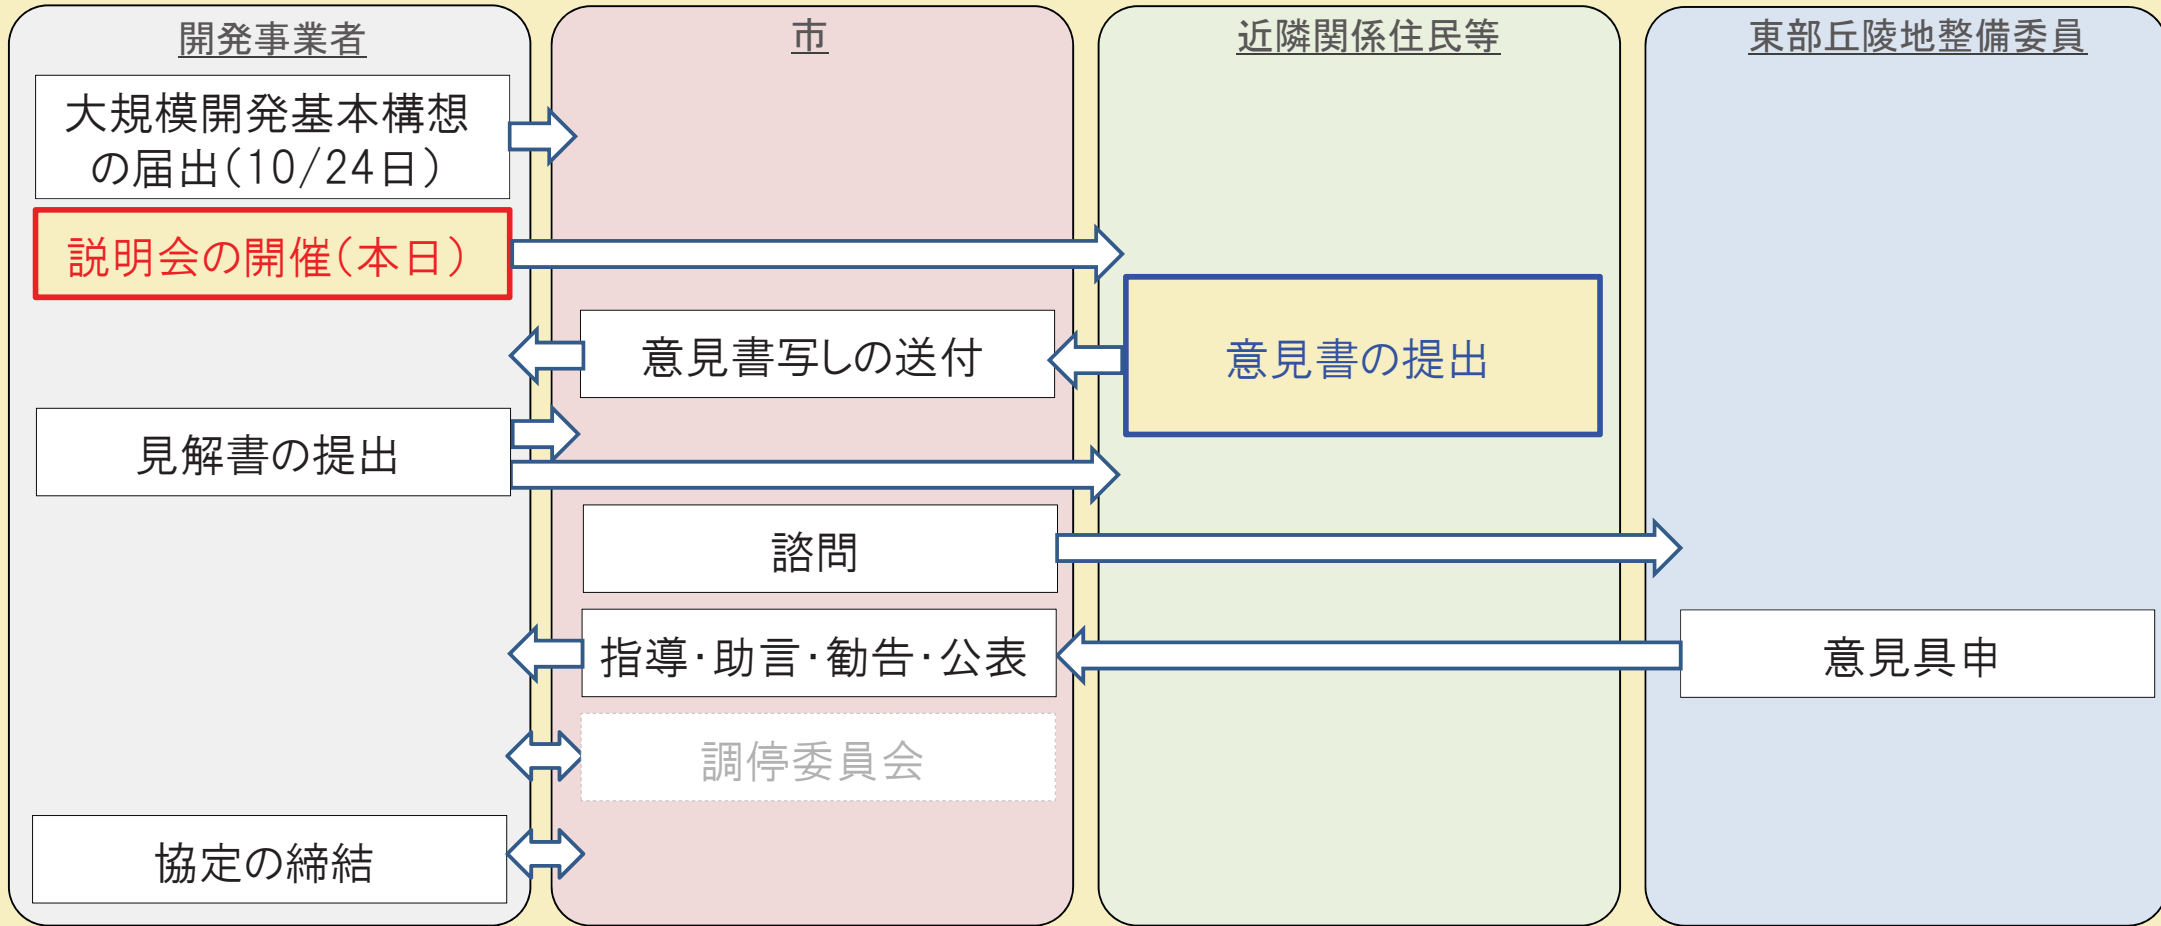 開発事業者
市
近隣関係住民等
東部丘陵地整備委員
大規模開発基本構想
の届出(10/24日)
説明会の開催(本日)
意見書写しの送付
意見書の提出
見解書の提出
諮問
指導・助言・勧告・公表
意見具申
調停委員会
協定の締結